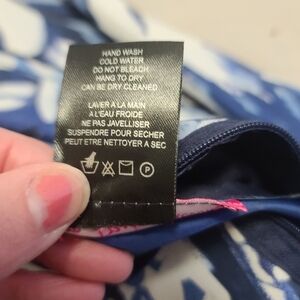 HAND WASH
COLD WATER
DO NOT BLEACH
HANG TO DRY
CAN BE DRY CLEANED
LAVER A LA MAIN
A L'EAU FROIDE
NE PAS JAVELLISER
SUSPENDRE POUR SECHER
PEUT ETRE NETTOYER A SEC
P